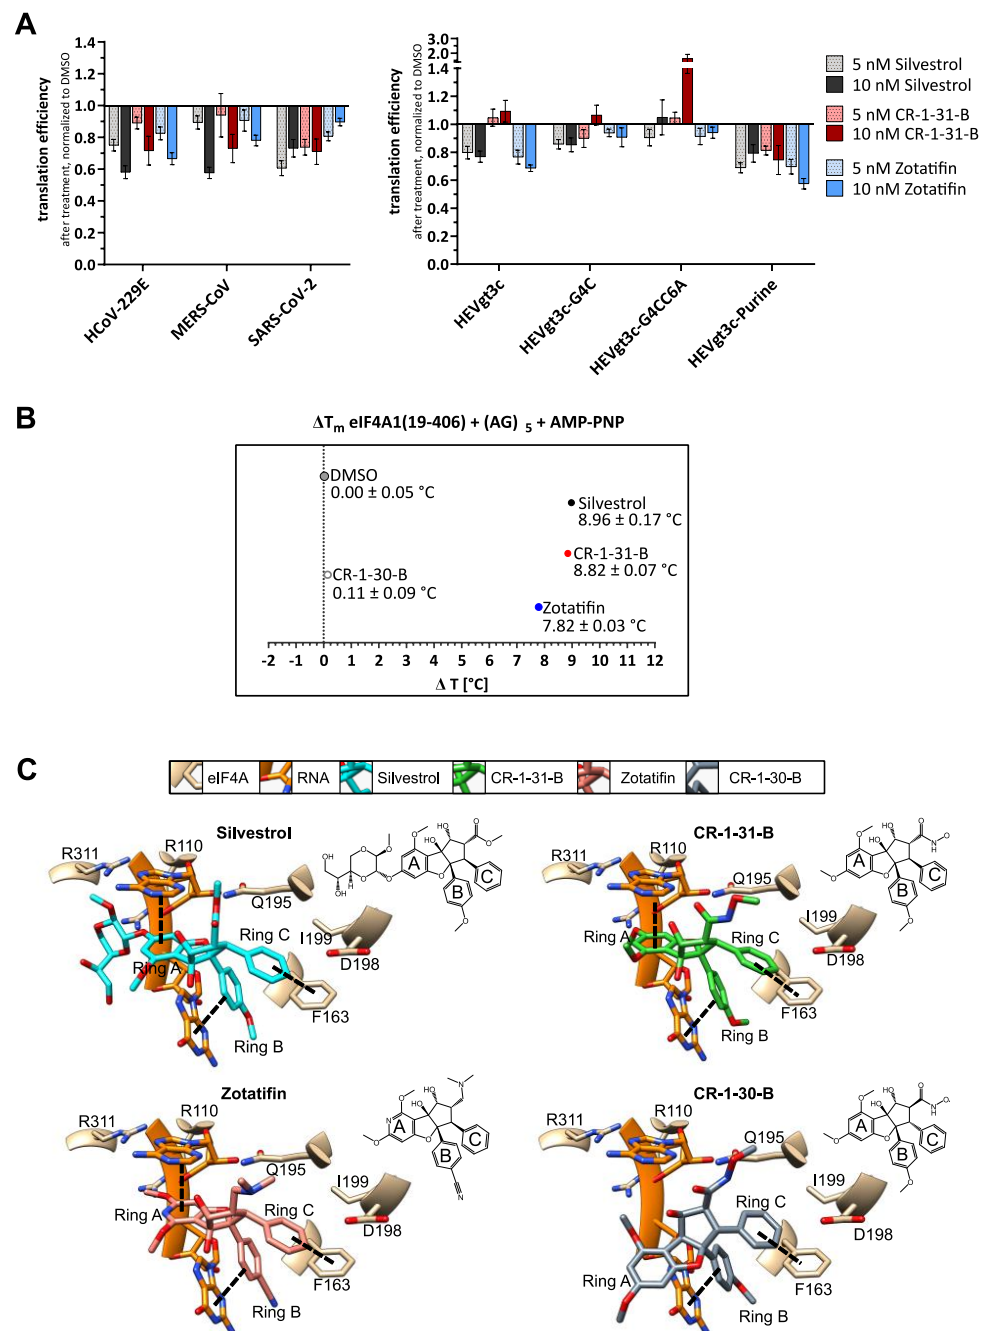 A
translation efficiency
after treatment, normalized to DMSO
1.4
1.2
1.0
0.8
0.6
0.4
0.2
0.0
HCoV-229E
MERS-CoV
SARS-CoV-2
translation efficiency
after treatment, normalized to DMSO
3.0
2.0
1.4
1.2
1.0
0.8
0.6
0.4
0.2
0.0
HEVgt3c
HEVgt3c-G4C
HEVgt3c-G4CC6A
HEVgt3c-Purine
5 nM Silvestrol
10 nM Silvestrol
5 nM CR-1-31-B
10 nM CR-1-31-B
5 nM Zotatifin
10 nM Zotatifin
B
ΔTm eIF4A1(19-406) + (AG) 5 + AMP-PNP
DMSO
0.00 ± 0.05 °C
Silvestrol
8.96 ± 0.17 °C
CR-1-31-B
8.82 ± 0.07 °C
CR-1-30-B
0.11 ± 0.09 °C
Zotatifin
7.82 ± 0.03 °C
-2 -1 0 1 2 3 4 5 6 7 8 9 10 11 12
Δ T [°C]
C
eIF4A RNA Silvestrol CR-1-31-B Zotatifin CR-1-30-B
Silvestrol
R311
R110
Q195
I199
D198
Ring A
Ring C
F163
Ring B
HO
OH
H
O
O
O
O
O
HO
HO
O
O
O
A
B
C
O
CR-1-31-B
R311
R110
Q195
I199
D198
Ring A
Ring C
F163
Ring B
O
HO
HO
O
N
H
O
O
O
A
B
C
O
Zotatifin
R311
R110
Q195
I199
D198
Ring A
Ring C
F163
Ring B
O
HO
HO
N
N
O
O
A
B
C
N
CR-1-30-B
R311
R110
Q195
I199
D198
Ring C
Ring A
F163
Ring B
O
HO
HO
O
N
H
O
O
O
A
B
C
O